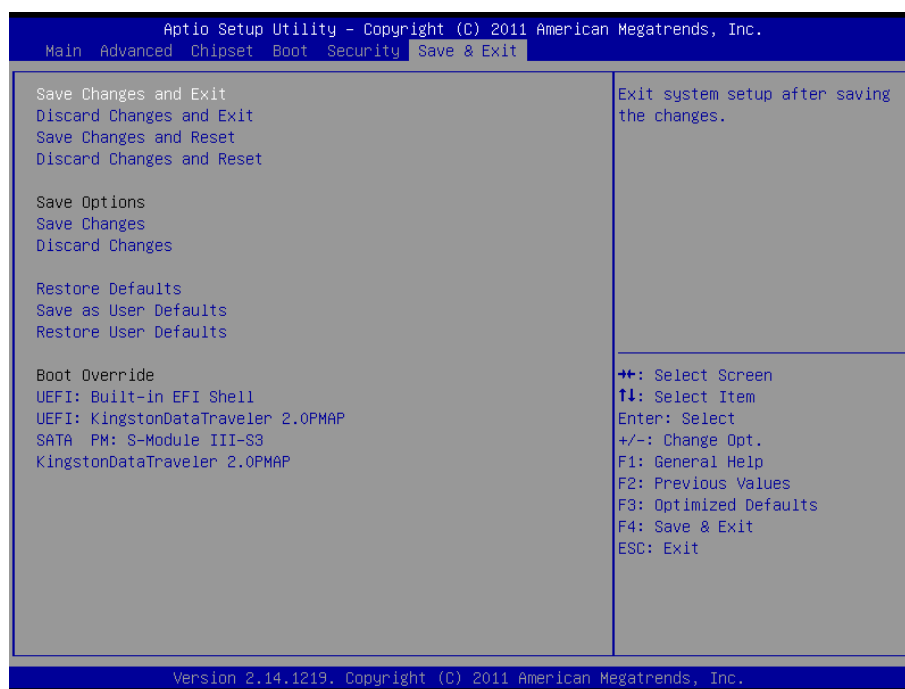 Aptio Setup Utility – Copyright (C) 2011 American Megatrends, Inc.
Main Advanced Chipset Boot Security Save & Exit
Save Changes and Exit
Discard Changes and Exit
Save Changes and Reset
Discard Changes and Reset
Save Options
Save Changes
Discard Changes
Restore Defaults
Save as User Defaults
Restore User Defaults
Boot Override
UEFI: Built-in EFI Shell
UEFI: KingstonDataTraveler 2.0PMAP
SATA PM: S-Module III-S3
KingstonDataTraveler 2.0PMAP
Exit system setup after saving
the changes.
→←: Select Screen
↑↓: Select Item
Enter: Select
+/-: Change Opt.
F1: General Help
F2: Previous Values
F3: Optimized Defaults
F4: Save & Exit
ESC: Exit
Version 2.14.1219. Copyright (C) 2011 American Megatrends, Inc.